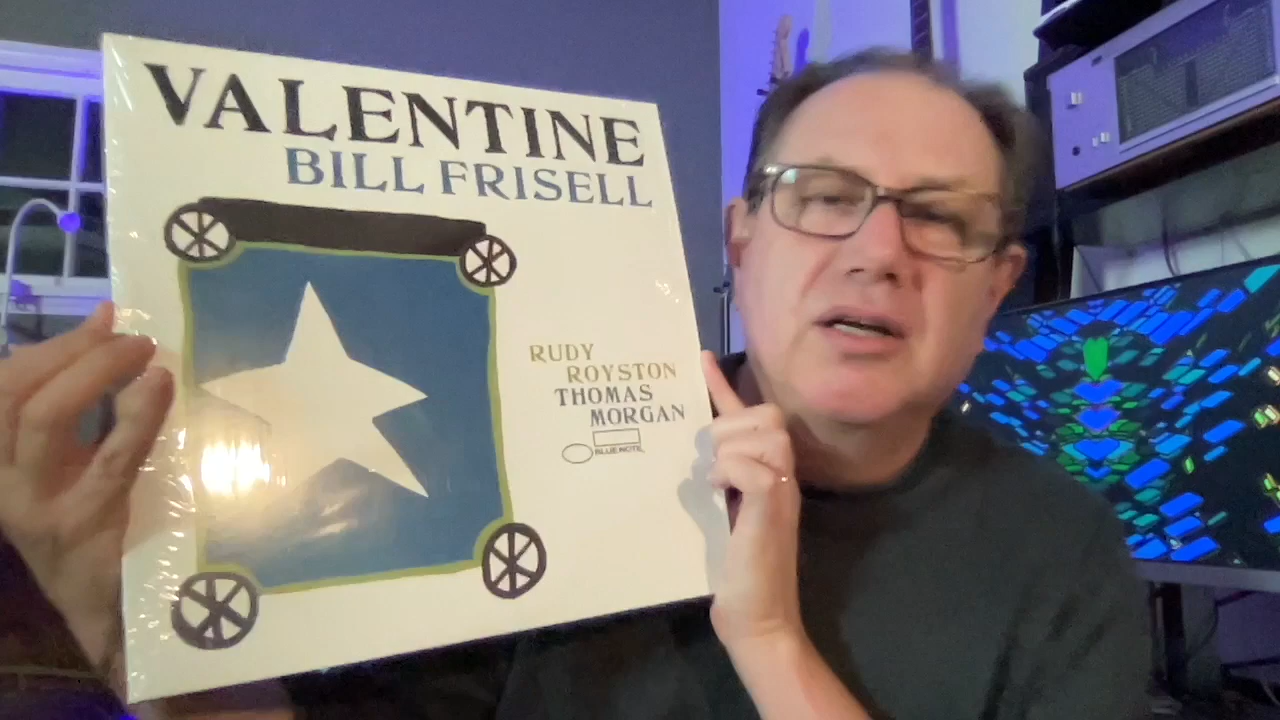 VALENTINE
BILL FRISELL
RUDY
ROYSTON
THOMAS
MORGAN
BLUE NOTE